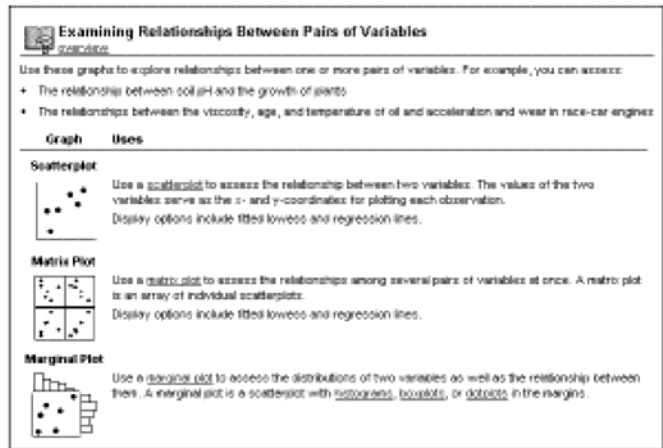 Examining Relationships Between Pairs of Variables
overview
Use these graphs to explore relationships between one or more pairs of variables. For example, you can assess:
• The relationship between soil pH and the growth of plants
• The relationships between the viscosity, age, and temperature of oil and acceleration and wear in race-car engines
Graph Uses
Scatterplot
Use a scatterplot to assess the relationship between two variables. The values of the two
variables serve as the x- and y-coordinates for plotting each observation.
Display options include fitted lowess and regression lines.
Matrix Plot
Use a matrix plot to assess the relationships among several pairs of variables at once. A matrix plot
is an array of individual scatterplots.
Display options include fitted lowess and regression lines.
Marginal Plot
Use a marginal plot to assess the distributions of two variables as well as the relationship between
them. A marginal plot is a scatterplot with histograms, boxplots, or dotplots in the margins.